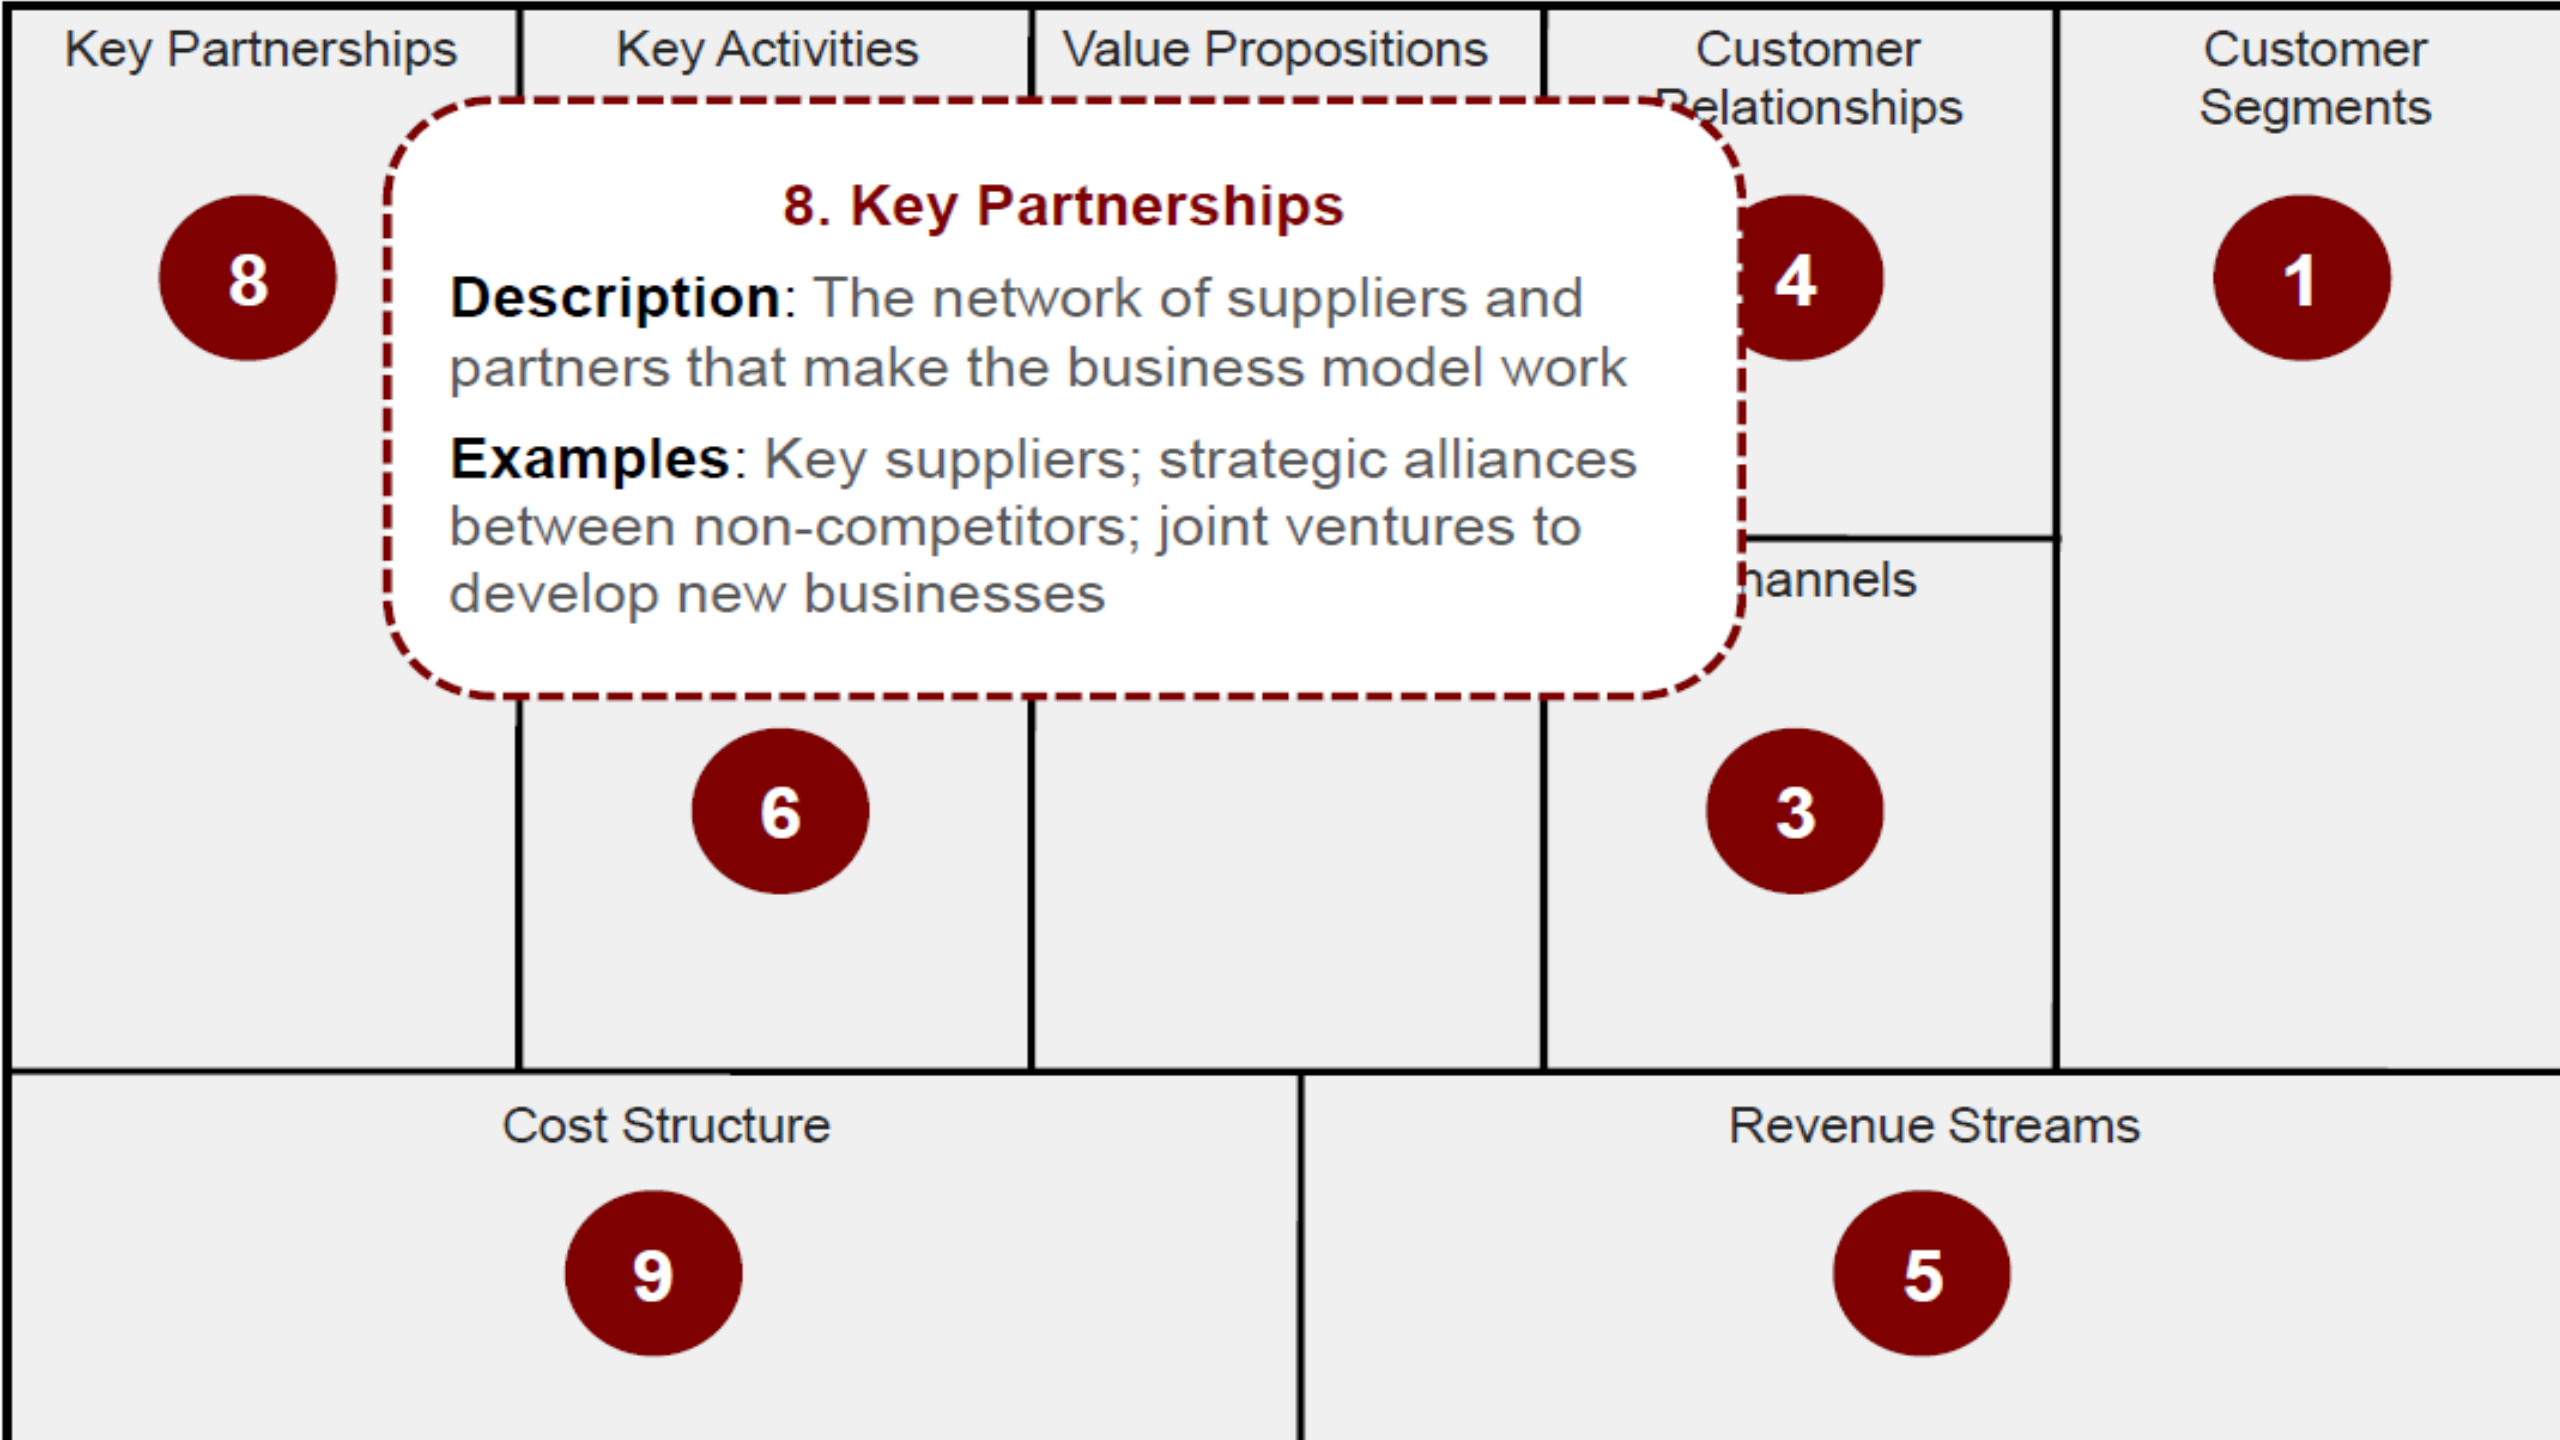 Key Partnerships
Key Activities
Value Propositions
Customer
Relationships
Customer
Segments
8
8. Key Partnerships
Description: The network of suppliers and
partners that make the business model work
Examples: Key suppliers; strategic alliances
between non-competitors; joint ventures to
develop new businesses
4
1
hannels
6
3
Cost Structure
9
Revenue Streams
5